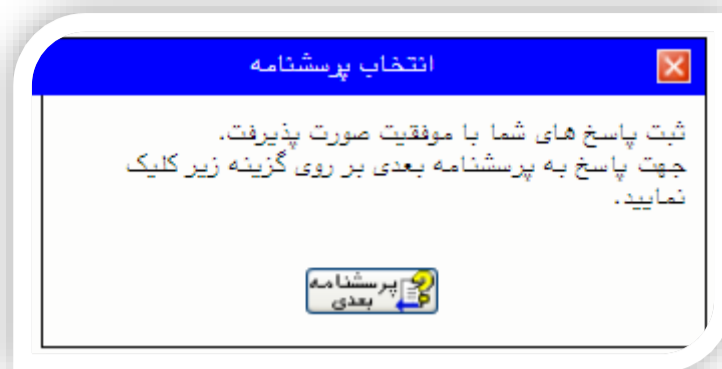 انتخاب پرسشنامه
ثبت پاسخ های شما با موفقیت صورت پذیرفت.
جهت پاسخ به پرسشنامه بعدی بر روی گزینه زیر کلیک
نمایید.
پرسشنامه
بعدی